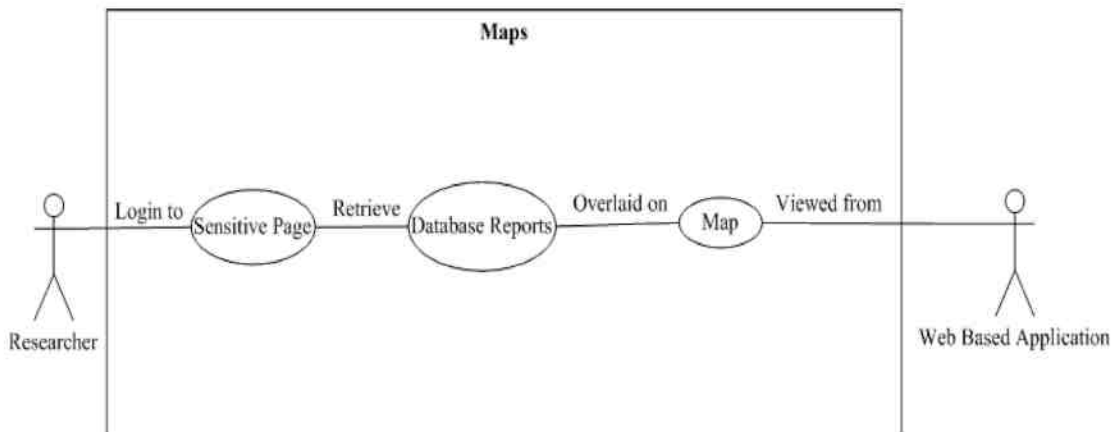 Maps
Login to
Sensitive Page
Retrieve
Database Reports
Overlaid on
Map
Viewed from
Researcher
Web Based Application